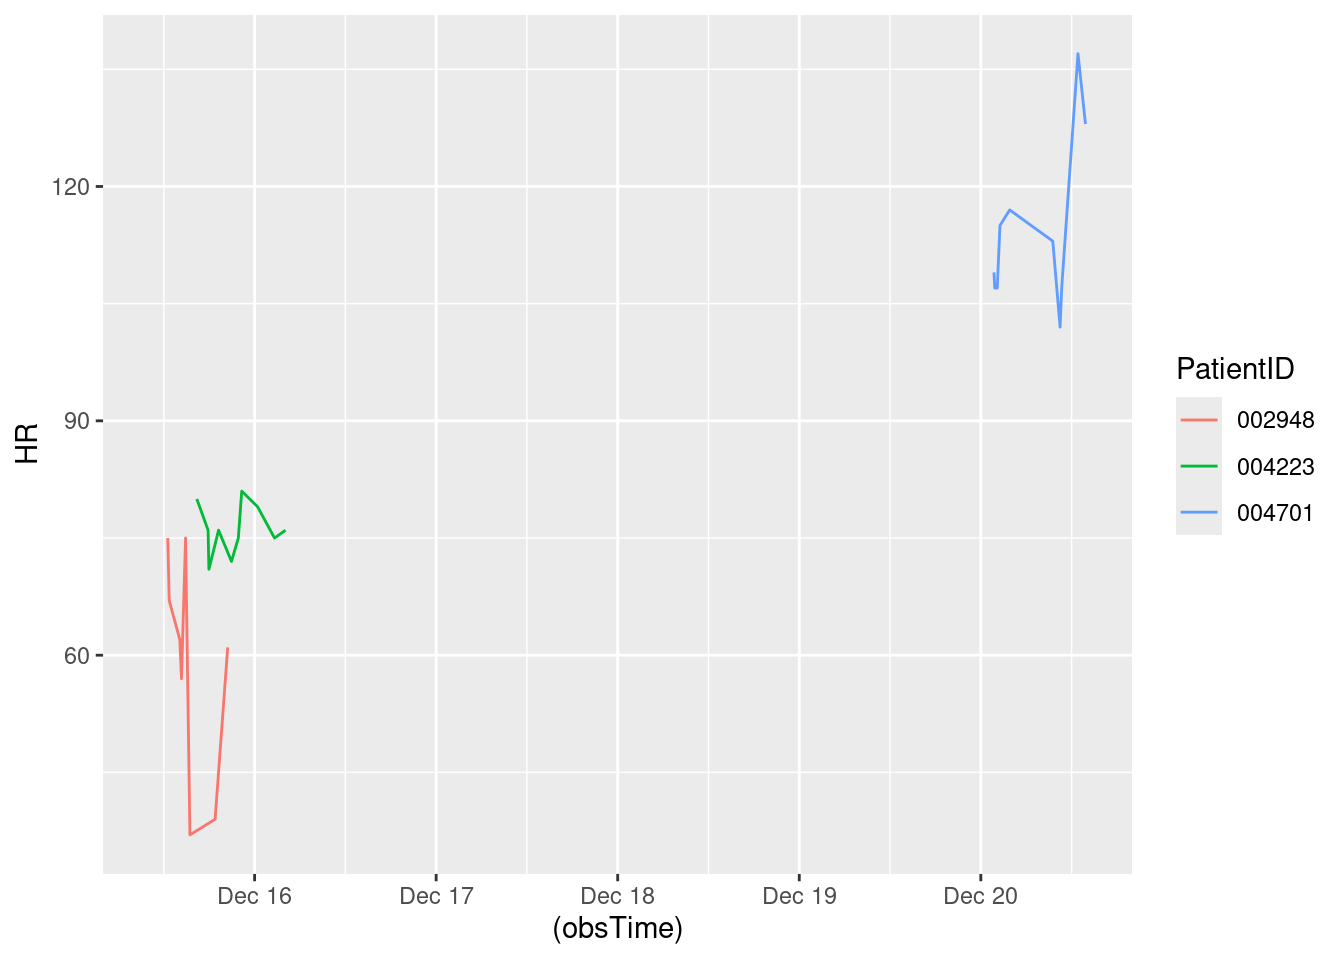 120
90
60
HR
Dec 16
Dec 17
Dec 18
Dec 19
Dec 20
(obsTime)
PatientID
002948
004223
004701